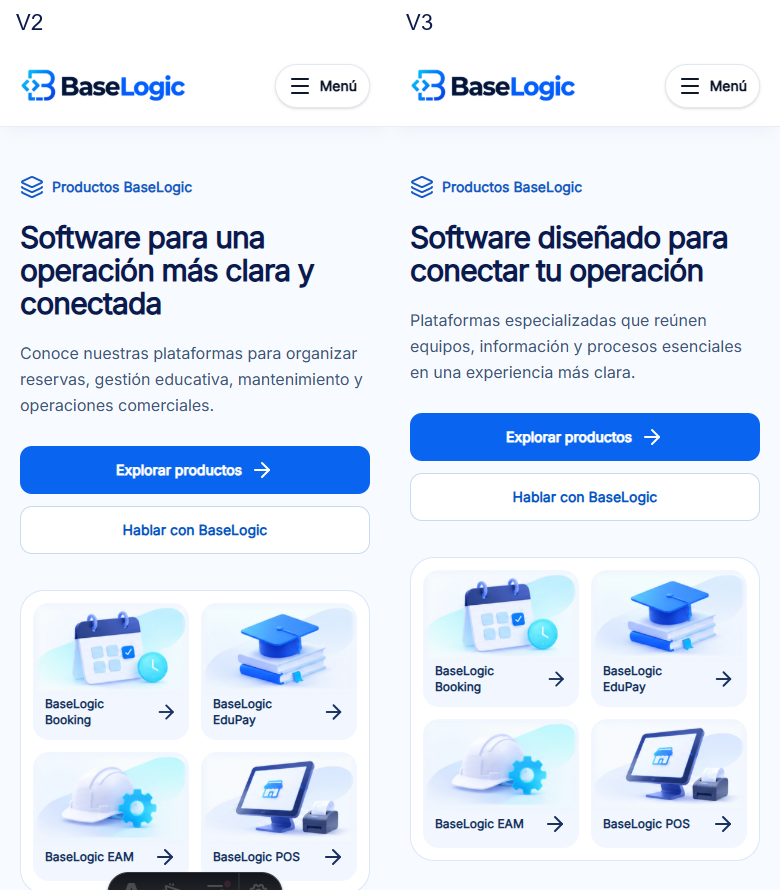 V2
BaseLogic
Menú
Productos BaseLogic
Software para una
operación más clara y
conectada
Conoce nuestras plataformas para organizar
reservas, gestión educativa, mantenimiento y
operaciones comerciales.
Explorar productos
Hablar con BaseLogic
BaseLogic
Booking
BaseLogic
EduPay
BaseLogic EAM
BaseLogic POS
V3
BaseLogic
Menú
Productos BaseLogic
Software diseñado para
conectar tu operación
Plataformas especializadas que reúnen
equipos, información y procesos esenciales
en una experiencia más clara.
Explorar productos
Hablar con BaseLogic
BaseLogic
Booking
BaseLogic
EduPay
BaseLogic EAM
BaseLogic POS